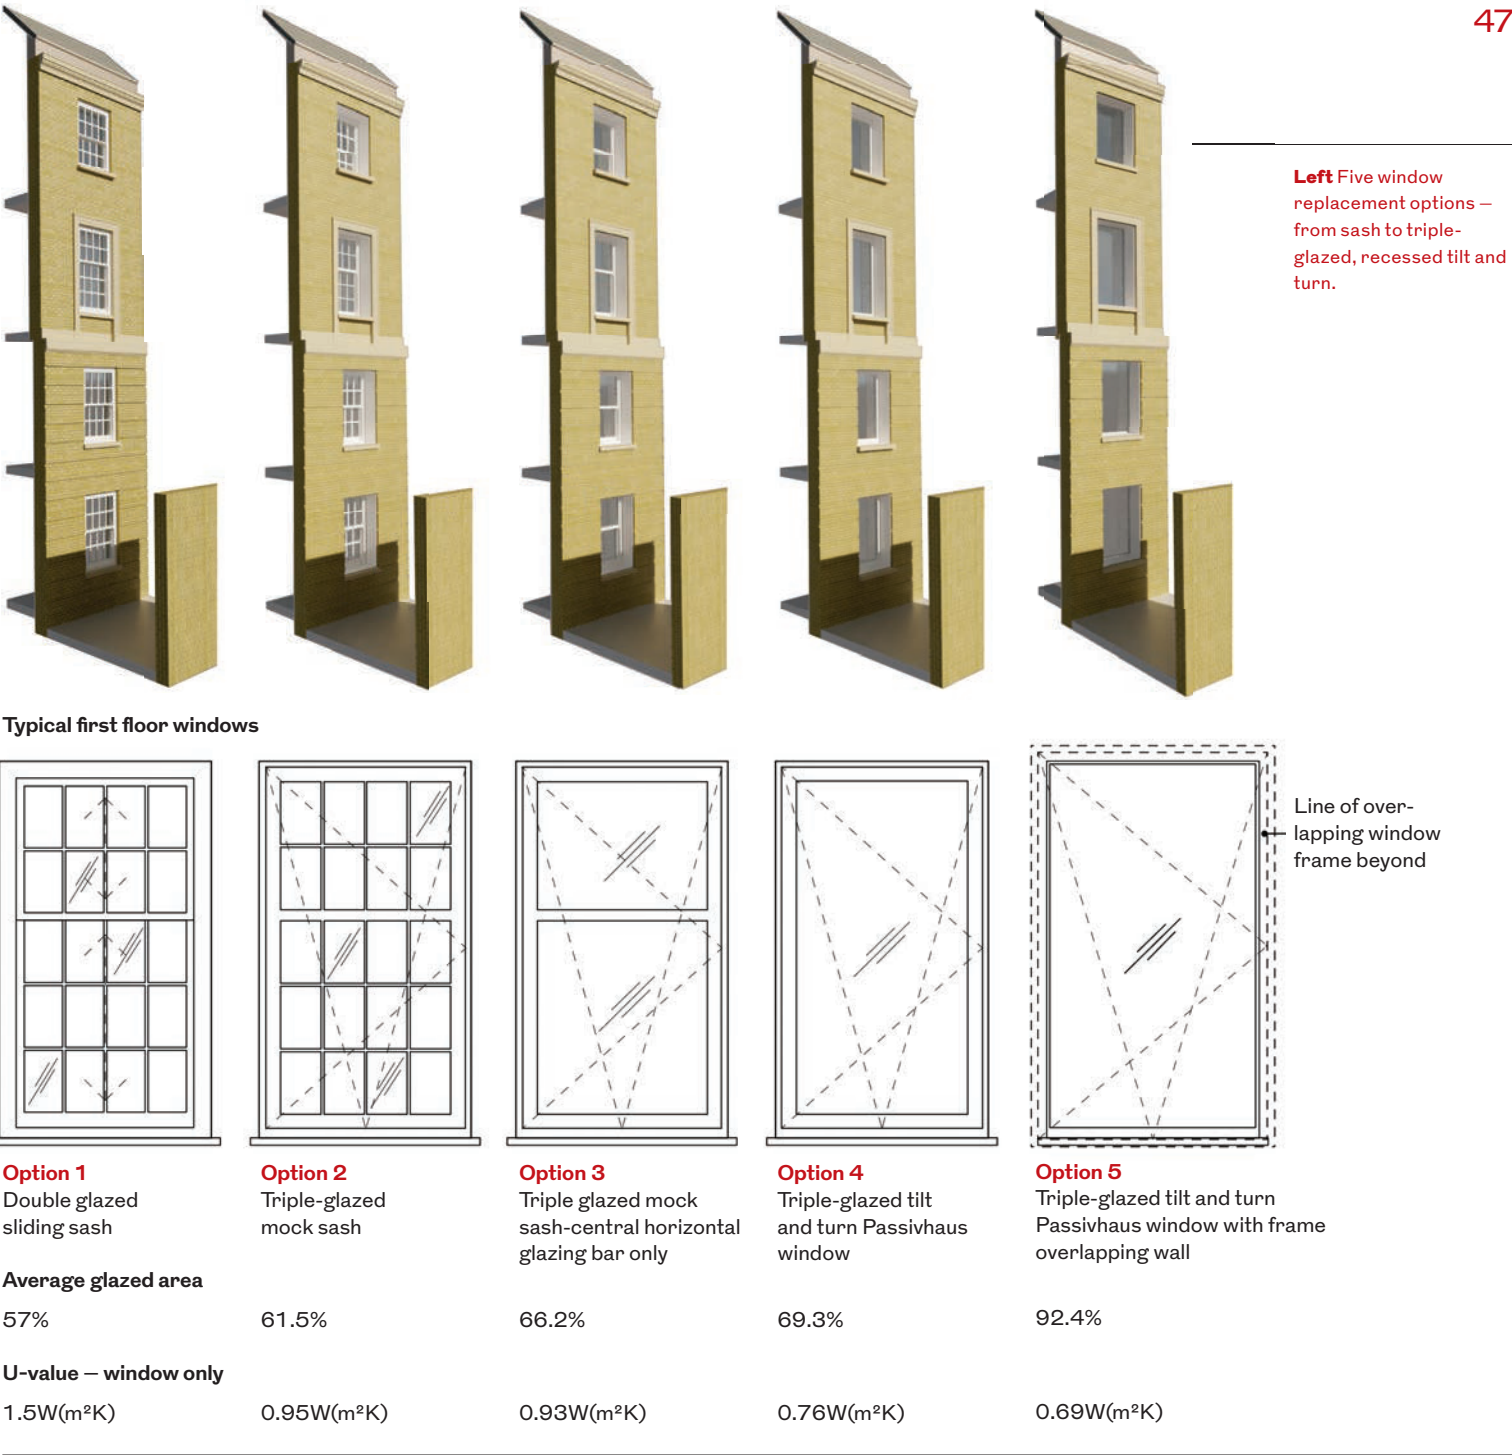 47
Left Five window
replacement options –
from sash to triple-
glazed, recessed tilt and
turn.
Typical first floor windows
Line of over-
lapping window
frame beyond
Option 1
Double glazed
sliding sash
Option 2
Triple-glazed
mock sash
Option 3
Triple glazed mock
sash-central horizontal
glazing bar only
Option 4
Triple-glazed tilt
and turn Passivhaus
window
Option 5
Triple-glazed tilt and turn
Passivhaus window with frame
overlapping wall
Average glazed area
57%
61.5%
66.2%
69.3%
92.4%
U-value – window only
1.5W(m²K)
0.95W(m²K)
0.93W(m²K)
0.76W(m²K)
0.69W(m²K)